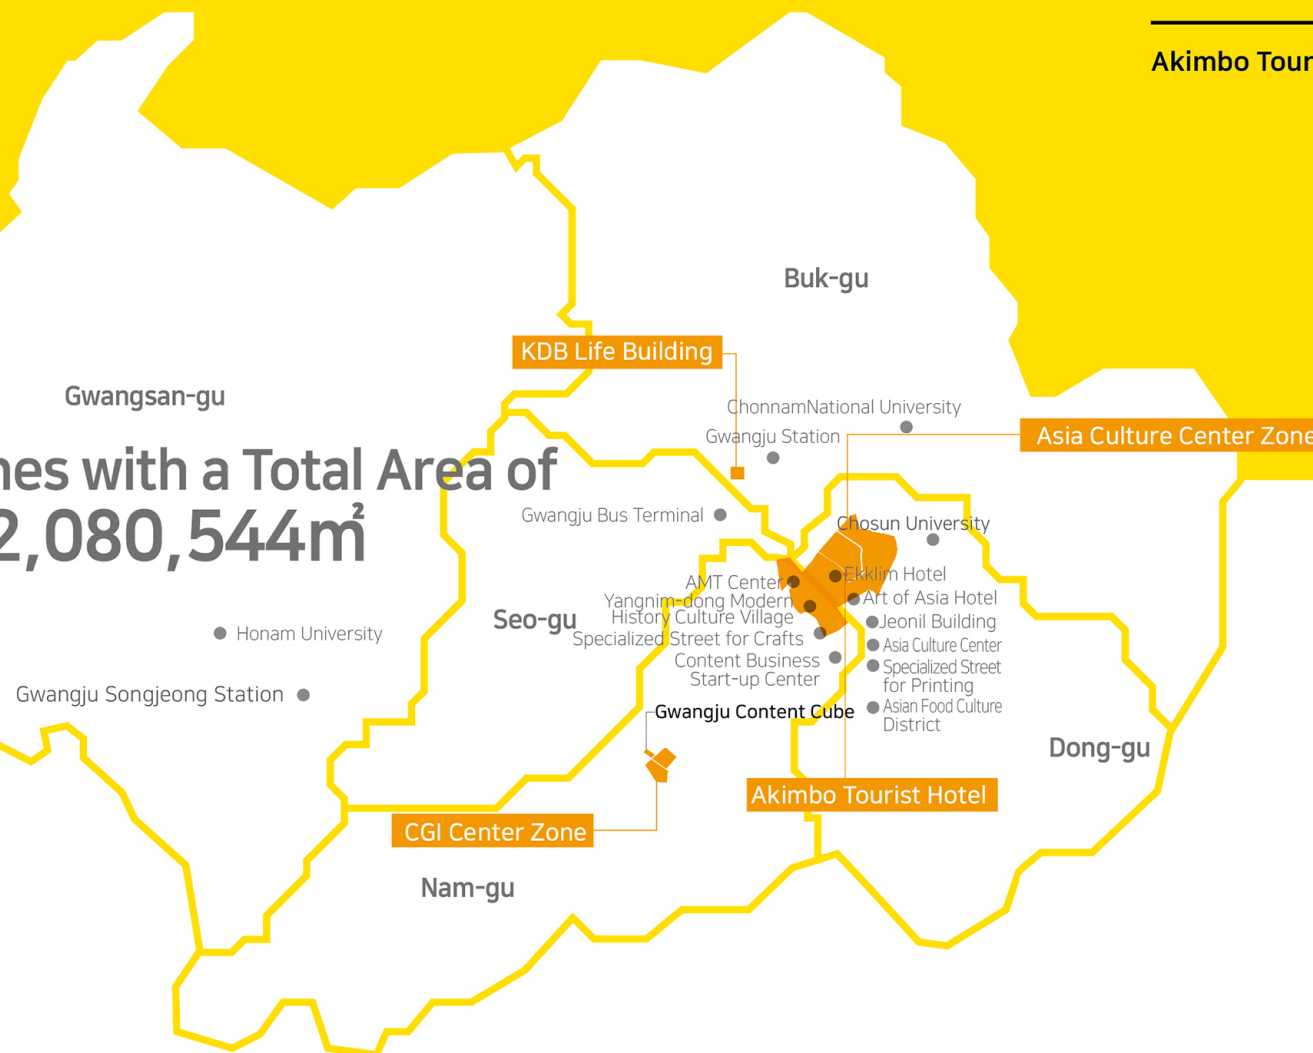 Akimbo Tour
Buk-gu
KDB Life Building
Gwangsan-gu
ChonnamNational University
Gwangju Station
Asia Culture Center Zone
nes with a Total Area of
2,080,544㎡
Gwangju Bus Terminal
Chosun University
Ekklim Hotel
AMT Center
Art of Asia Hotel
Yangnim-dong Modern
History Culture Village
Seo-gu
Jeonil Building
Honam University
Specialized Street for Crafts
Asia Culture Center
Content Business
Start-up Center
Specialized Street
for Printing
Gwangju Songjeong Station
Gwangju Content Cube
Asian Food Culture
District
Dong-gu
Akimbo Tourist Hotel
CGI Center Zone
Nam-gu